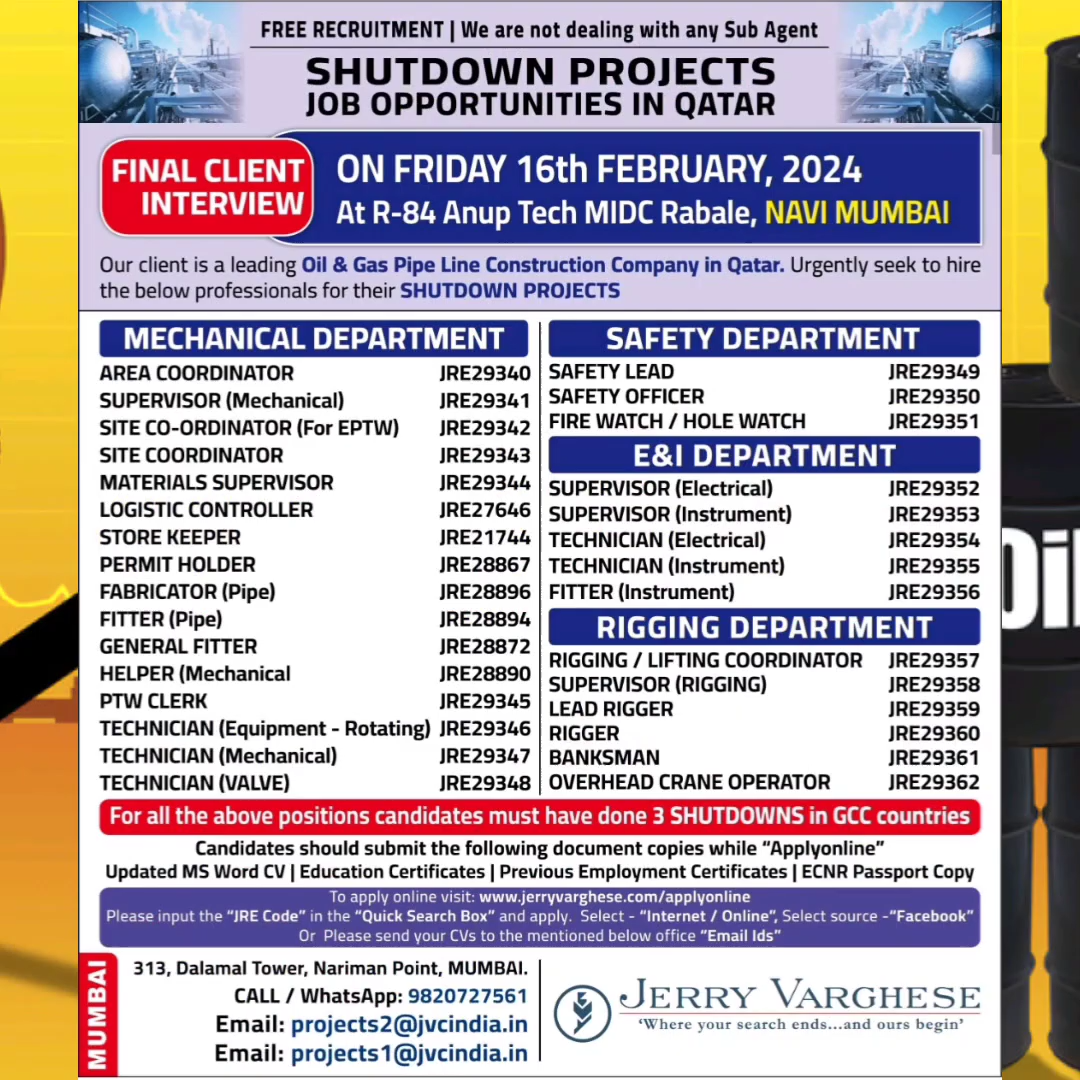 FREE RECRUITMENT | We are not dealing with any Sub Agent
SHUTDOWN PROJECTS
JOB OPPORTUNITIES IN QATAR
FINAL CLIENT
INTERVIEW
ON FRIDAY 16th FEBRUARY, 2024
At R-84 Anup Tech MIDC Rabale, NAVI MUMBAI
Our client is a leading Oil & Gas Pipe Line Construction Company in Qatar. Urgently seek to hire
the below professionals for their SHUTDOWN PROJECTS
MECHANICAL DEPARTMENT
AREA COORDINATOR JRE29340
SUPERVISOR (Mechanical) JRE29341
SITE CO-ORDINATOR (For EPTW) JRE29342
SITE COORDINATOR JRE29343
MATERIALS SUPERVISOR JRE29344
LOGISTIC CONTROLLER JRE27646
STORE KEEPER JRE21744
PERMIT HOLDER JRE28867
FABRICATOR (Pipe) JRE28896
FITTER (Pipe) JRE28894
GENERAL FITTER JRE28872
HELPER (Mechanical JRE28890
PTW CLERK JRE29345
TECHNICIAN (Equipment - Rotating) JRE29346
TECHNICIAN (Mechanical) JRE29347
TECHNICIAN (VALVE) JRE29348
SAFETY DEPARTMENT
SAFETY LEAD JRE29349
SAFETY OFFICER JRE29350
FIRE WATCH / HOLE WATCH JRE29351
E&I DEPARTMENT
SUPERVISOR (Electrical) JRE29352
SUPERVISOR (Instrument) JRE29353
TECHNICIAN (Electrical) JRE29354
TECHNICIAN (Instrument) JRE29355
FITTER (Instrument) JRE29356
RIGGING DEPARTMENT
RIGGING / LIFTING COORDINATOR JRE29357
SUPERVISOR (RIGGING) JRE29358
LEAD RIGGER JRE29359
RIGGER JRE29360
BANKSMAN JRE29361
OVERHEAD CRANE OPERATOR JRE29362
For all the above positions candidates must have done 3 SHUTDOWNS in GCC countries
Candidates should submit the following document copies while “Applyonline”
Updated MS Word CV | Education Certificates | Previous Employment Certificates | ECNR Passport Copy
To apply online visit: www.jerryvarghese.com/applyonline
Please input the “JRE Code” in the “Quick Search Box” and apply. Select - “Internet / Online”, Select source -“Facebook”
Or Please send your CVs to the mentioned below office “Email Ids”
MUMBAI
313, Dalamal Tower, Nariman Point, MUMBAI.
CALL / WhatsApp: 9820727561
Email: projects2@jvcindia.in
Email: projects1@jvcindia.in
JERRY VARGHESE
‘Where your search ends...and ours begin’
Oil